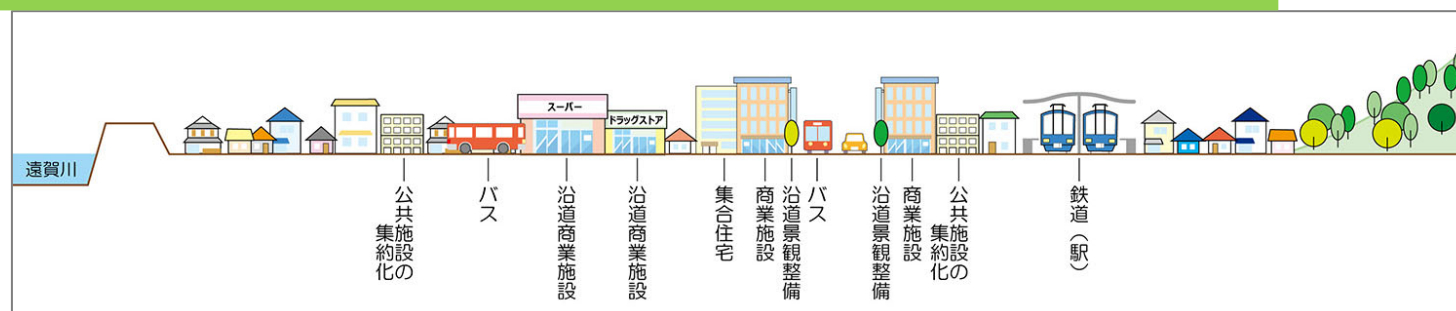 スーパー
ドラッグストア
遠賀川
公共施設の
集約化
バス
沿道商業施設
沿道商業施設
集合住宅
商業施設
沿道景観整備
バス
沿道景観整備
商業施設
公共施設の
集約化
鉄道（駅）